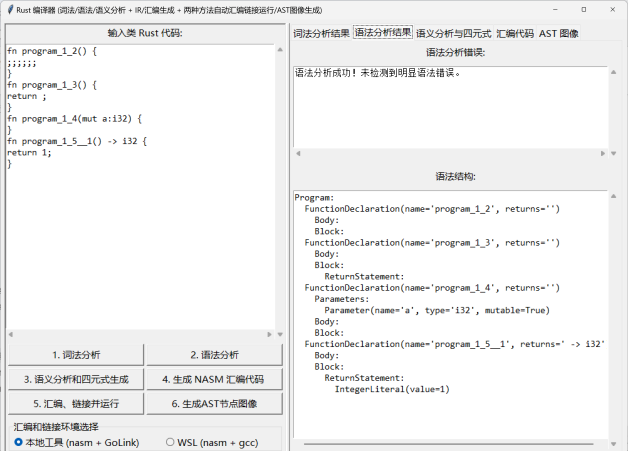 Rust 编译器 (词法/语法/语义分析 + IR/汇编生成 + 两种方法自动汇编链接运行/AST图像生成)
输入类 Rust 代码:
fn program_1_2() {
;;;;;;
}
fn program_1_3() {
return ;
}
fn program_1_4(mut a:i32) {
}
fn program_1_5__1() -> i32 {
return 1;
}
1. 词法分析
2. 语法分析
3. 语义分析和四元式生成
4. 生成 NASM 汇编代码
5. 汇编、链接并运行
6. 生成AST节点图像
汇编和链接环境选择
本地工具 (nasm + GoLink)
WSL (nasm + gcc)
词法分析结果 语法分析结果 语义分析与四元式 汇编代码 AST 图像
语法分析错误:
语法分析成功！未检测到明显语法错误。
语法结构:
Program:
  FunctionDeclaration(name='program_1_2', returns='')
    Body:
    Block:
  FunctionDeclaration(name='program_1_3', returns='')
    Body:
    Block:
      ReturnStatement:
  FunctionDeclaration(name='program_1_4', returns='')
    Parameters:
      Parameter(name='a', type='i32', mutable=True)
    Body:
    Block:
  FunctionDeclaration(name='program_1_5__1', returns=' -> i32'
    Body:
    Block:
      ReturnStatement:
        IntegerLiteral(value=1)